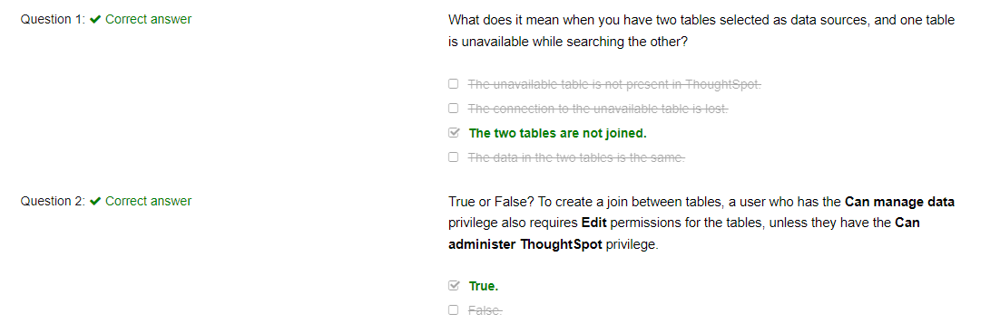 Question 1: ✔ Correct answer
What does it mean when you have two tables selected as data sources, and one table
is unavailable while searching the other?
The unavailable table is not present in ThoughtSpot.
The connection to the unavailable table is lost.
The two tables are not joined.
The data in the two tables is the same.
Question 2: ✔ Correct answer
True or False? To create a join between tables, a user who has the Can manage data
privilege also requires Edit permissions for the tables, unless they have the Can
administer ThoughtSpot privilege.
True.
False.